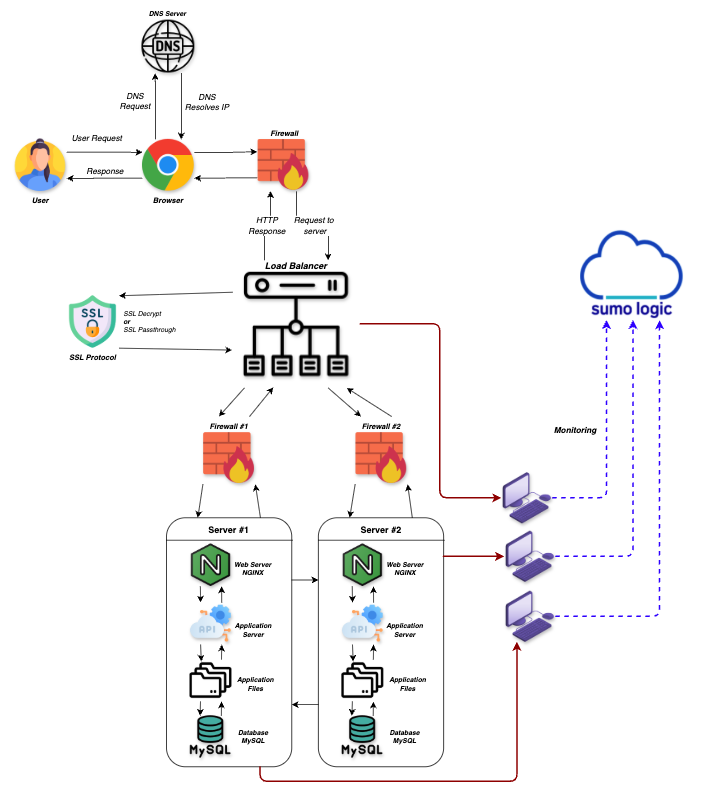 DNS Server
DNS
DNS
Request
DNS
Resolves IP
User Request
Response
User
Browser
Firewall
HTTP
Response
Request to
server
Load Balancer
SSL
SSL Decrypt
or
SSL Passthrough
SSL Protocol
sumo logic
Monitoring
Firewall #1
Firewall #2
Server #1
Web Server
NGINX
API
Application
Server
Application
Files
Database
MySQL
MySQL
Server #2
Web Server
NGINX
API
Application
Server
Application
Files
Database
MySQL
MySQL